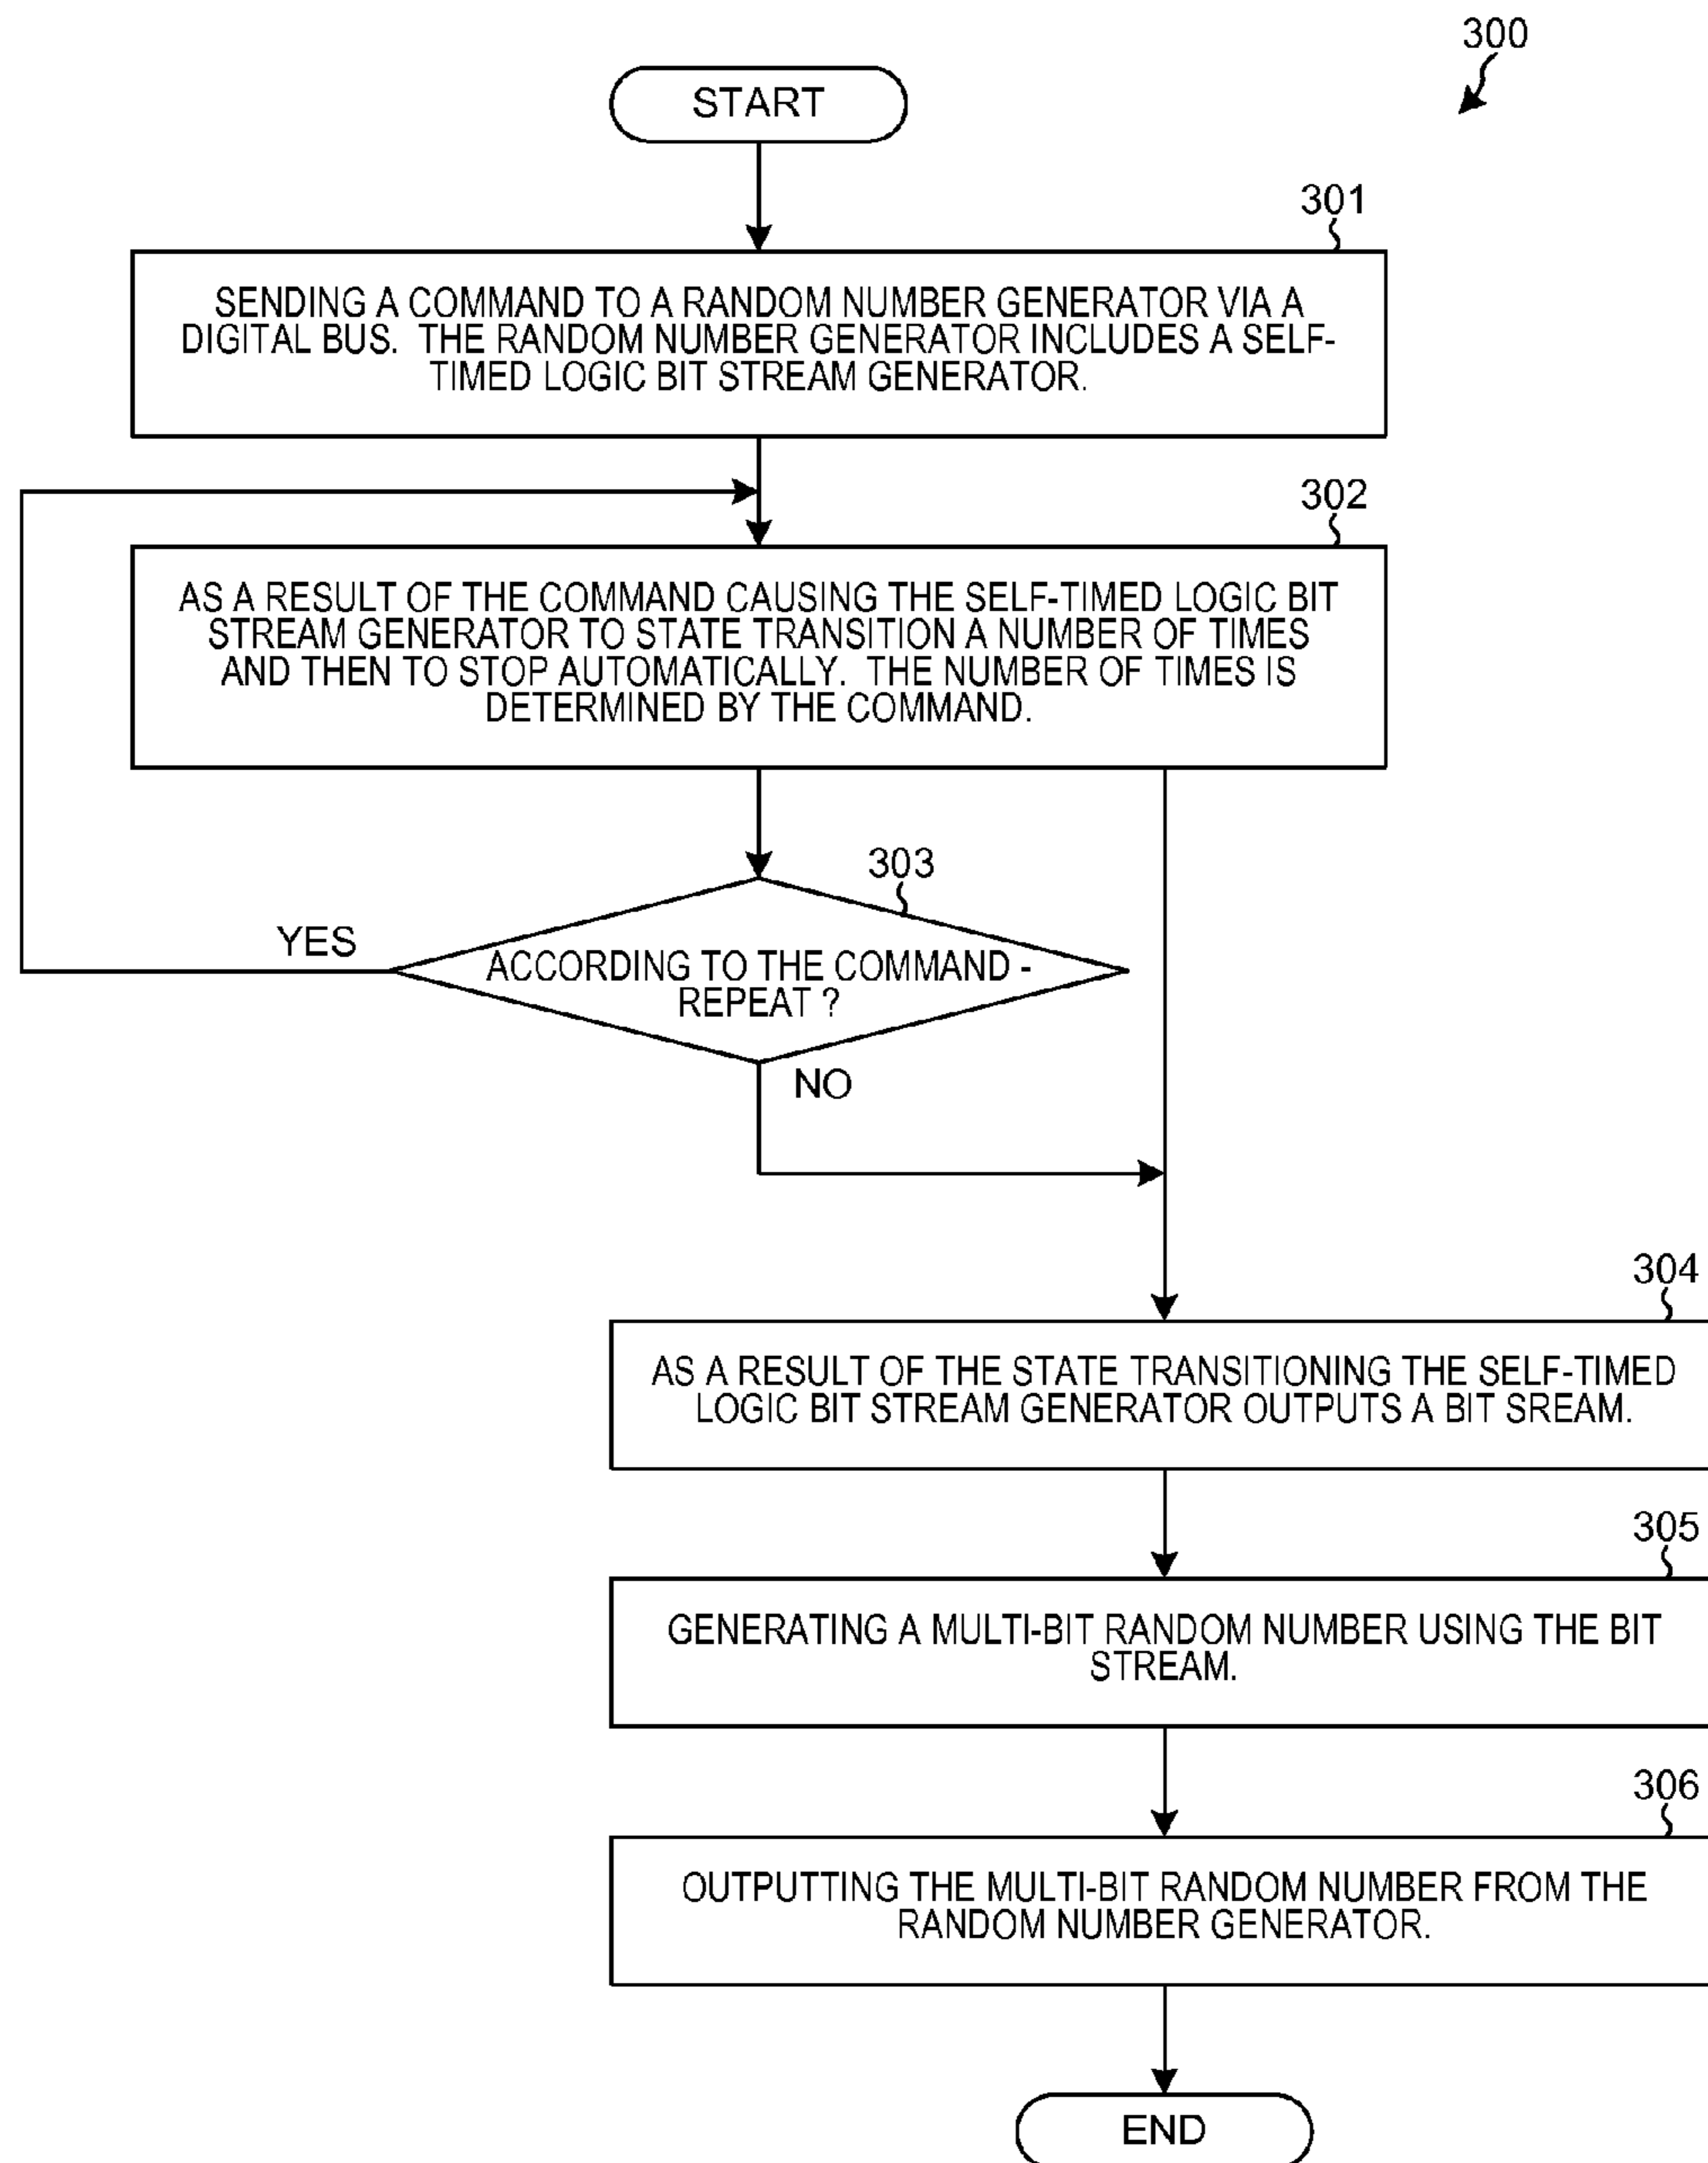 300
START
301
SENDING A COMMAND TO A RANDOM NUMBER GENERATOR VIA A
DIGITAL BUS. THE RANDOM NUMBER GENERATOR INCLUDES A SELF-
TIMED LOGIC BIT STREAM GENERATOR.
302
AS A RESULT OF THE COMMAND CAUSING THE SELF-TIMED LOGIC BIT
STREAM GENERATOR TO STATE TRANSITION A NUMBER OF TIMES
AND THEN TO STOP AUTOMATICALLY. THE NUMBER OF TIMES IS
DETERMINED BY THE COMMAND.
303
YES
ACCORDING TO THE COMMAND -
REPEAT ?
NO
304
AS A RESULT OF THE STATE TRANSITIONING THE SELF-TIMED
LOGIC BIT STREAM GENERATOR OUTPUTS A BIT SREAM.
305
GENERATING A MULTI-BIT RANDOM NUMBER USING THE BIT
STREAM.
306
OUTPUTTING THE MULTI-BIT RANDOM NUMBER FROM THE
RANDOM NUMBER GENERATOR.
END